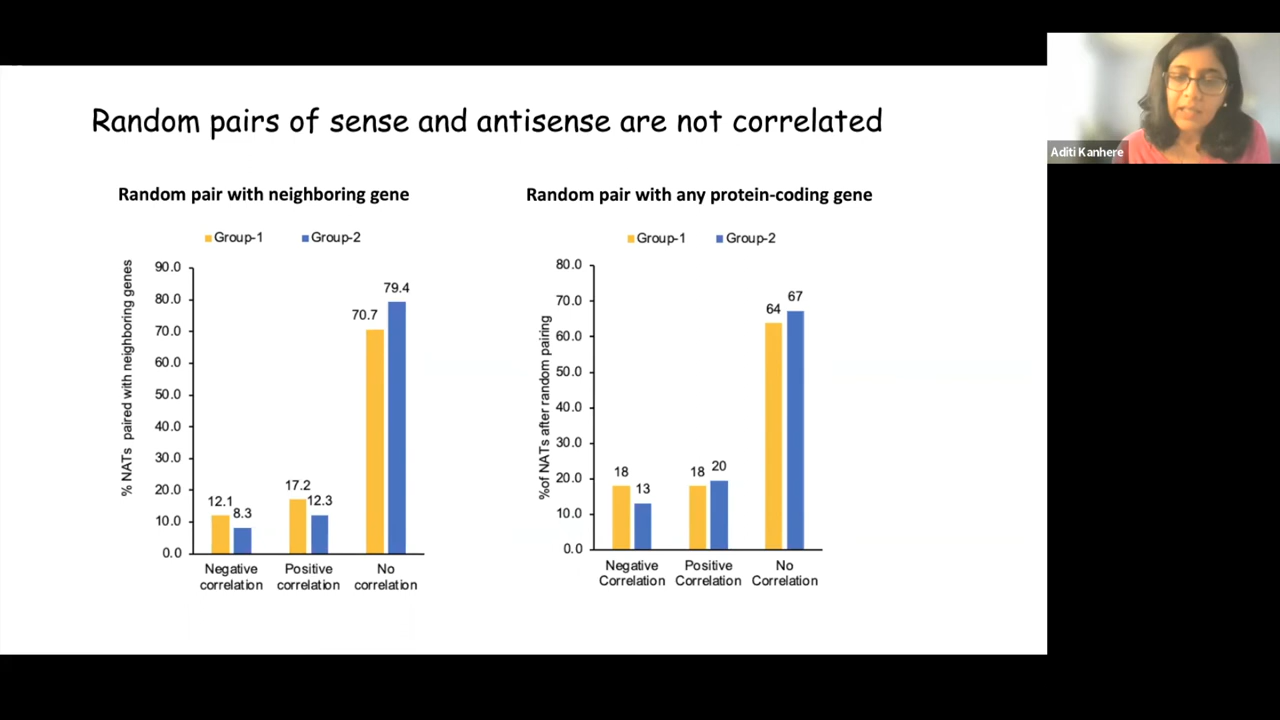 Random pairs of sense and antisense are not correlated
Aditi Kanhere
Random pair with neighboring gene
Group-1 Group-2
% NATs paired with neighboring genes
90.0
80.0
70.0
60.0
50.0
40.0
30.0
20.0
10.0
0.0
12.1
8.3
17.2
12.3
70.7
79.4
Negative correlation
Positive correlation
No correlation
Random pair with any protein-coding gene
Group-1 Group-2
%of NATs after random pairing
80.0
70.0
60.0
50.0
40.0
30.0
20.0
10.0
0.0
18
13
18
20
64
67
Negative Correlation
Positive Correlation
No Correlation